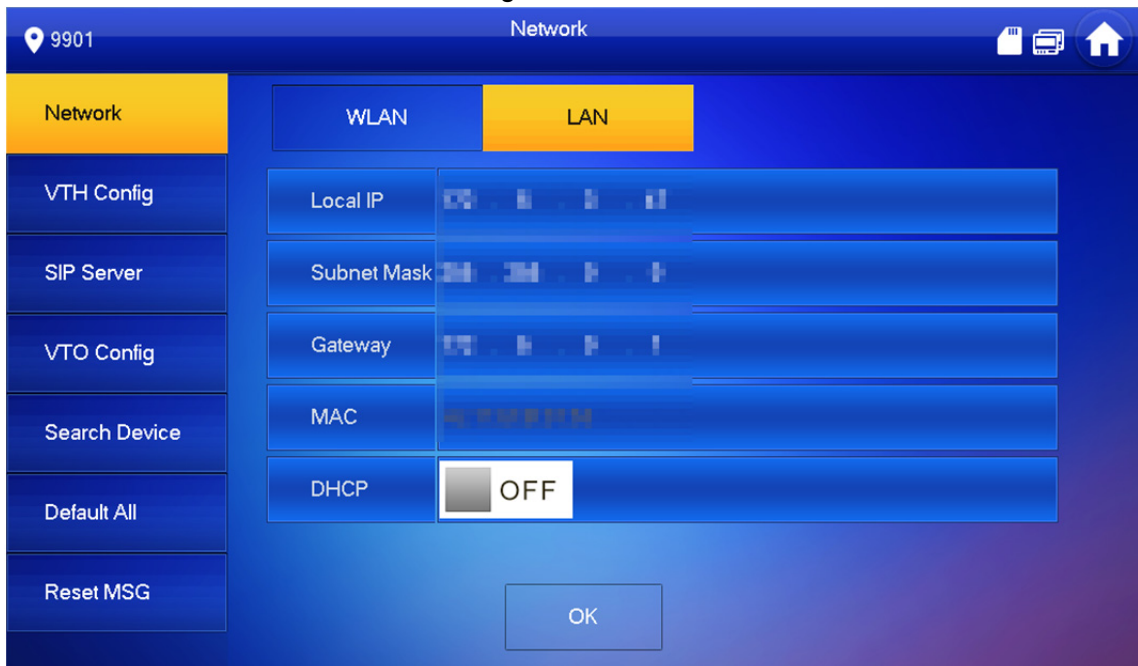 9901
Network
Network
WLAN
LAN
VTH Config
Local IP
SIP Server
Subnet Mask
VTO Config
Gateway
Search Device
MAC
Default All
DHCP
OFF
Reset MSG
OK